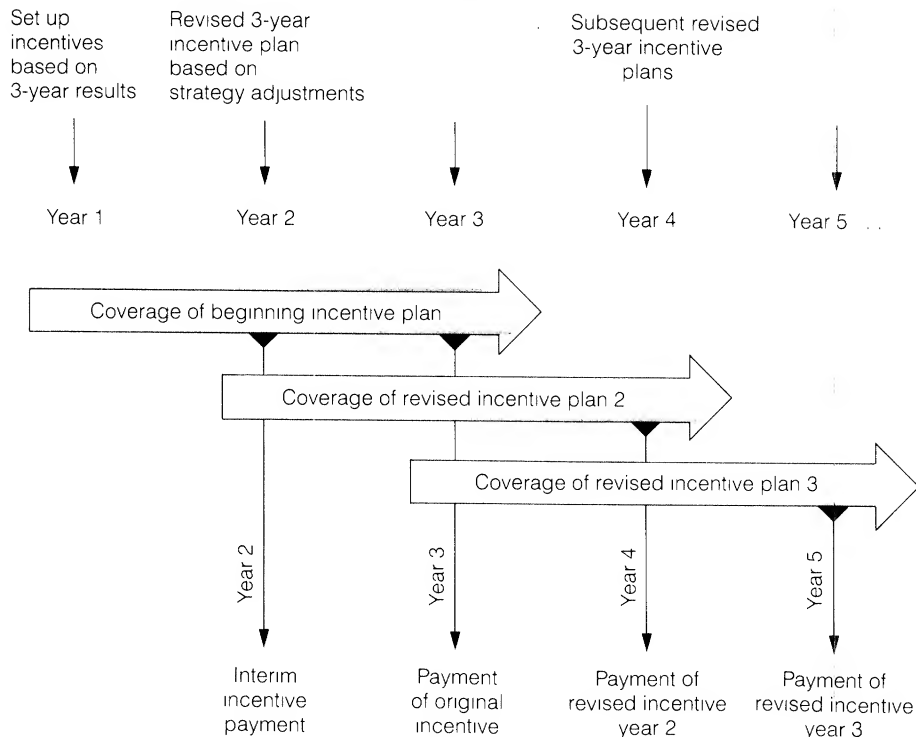 Set up
incentives
based on
3-year results
Revised 3-year
incentive plan
based on
strategy adjustments
Subsequent revised
3-year incentive
plans
Year 1
Year 2
Year 3
Year 4
Year 5 ..
Coverage of beginning incentive plan
Coverage of revised incentive plan 2
Coverage of revised incentive plan 3
Year 2
Year 3
Year 4
Year 5
Interim
incentive
payment
Payment
of original
incentive
Payment of
revised incentive
year 2
Payment of
revised incentive
year 3